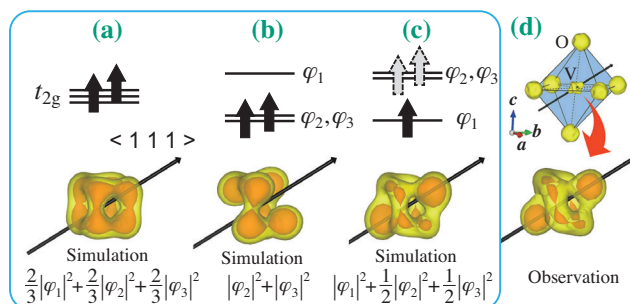 (a)
t₂g
< 1 1 1 >
Simulation
2/3|φ₁|²+2/3|φ₂|²+2/3|φ₃|²
(b)
φ₁
φ₂,φ₃
Simulation
|φ₂|²+|φ₃|²
(c)
φ₂,φ₃
φ₁
Simulation
|φ₁|²+1/2|φ₂|²+1/2|φ₃|²
(d)
O
V
c
b
a
Observation